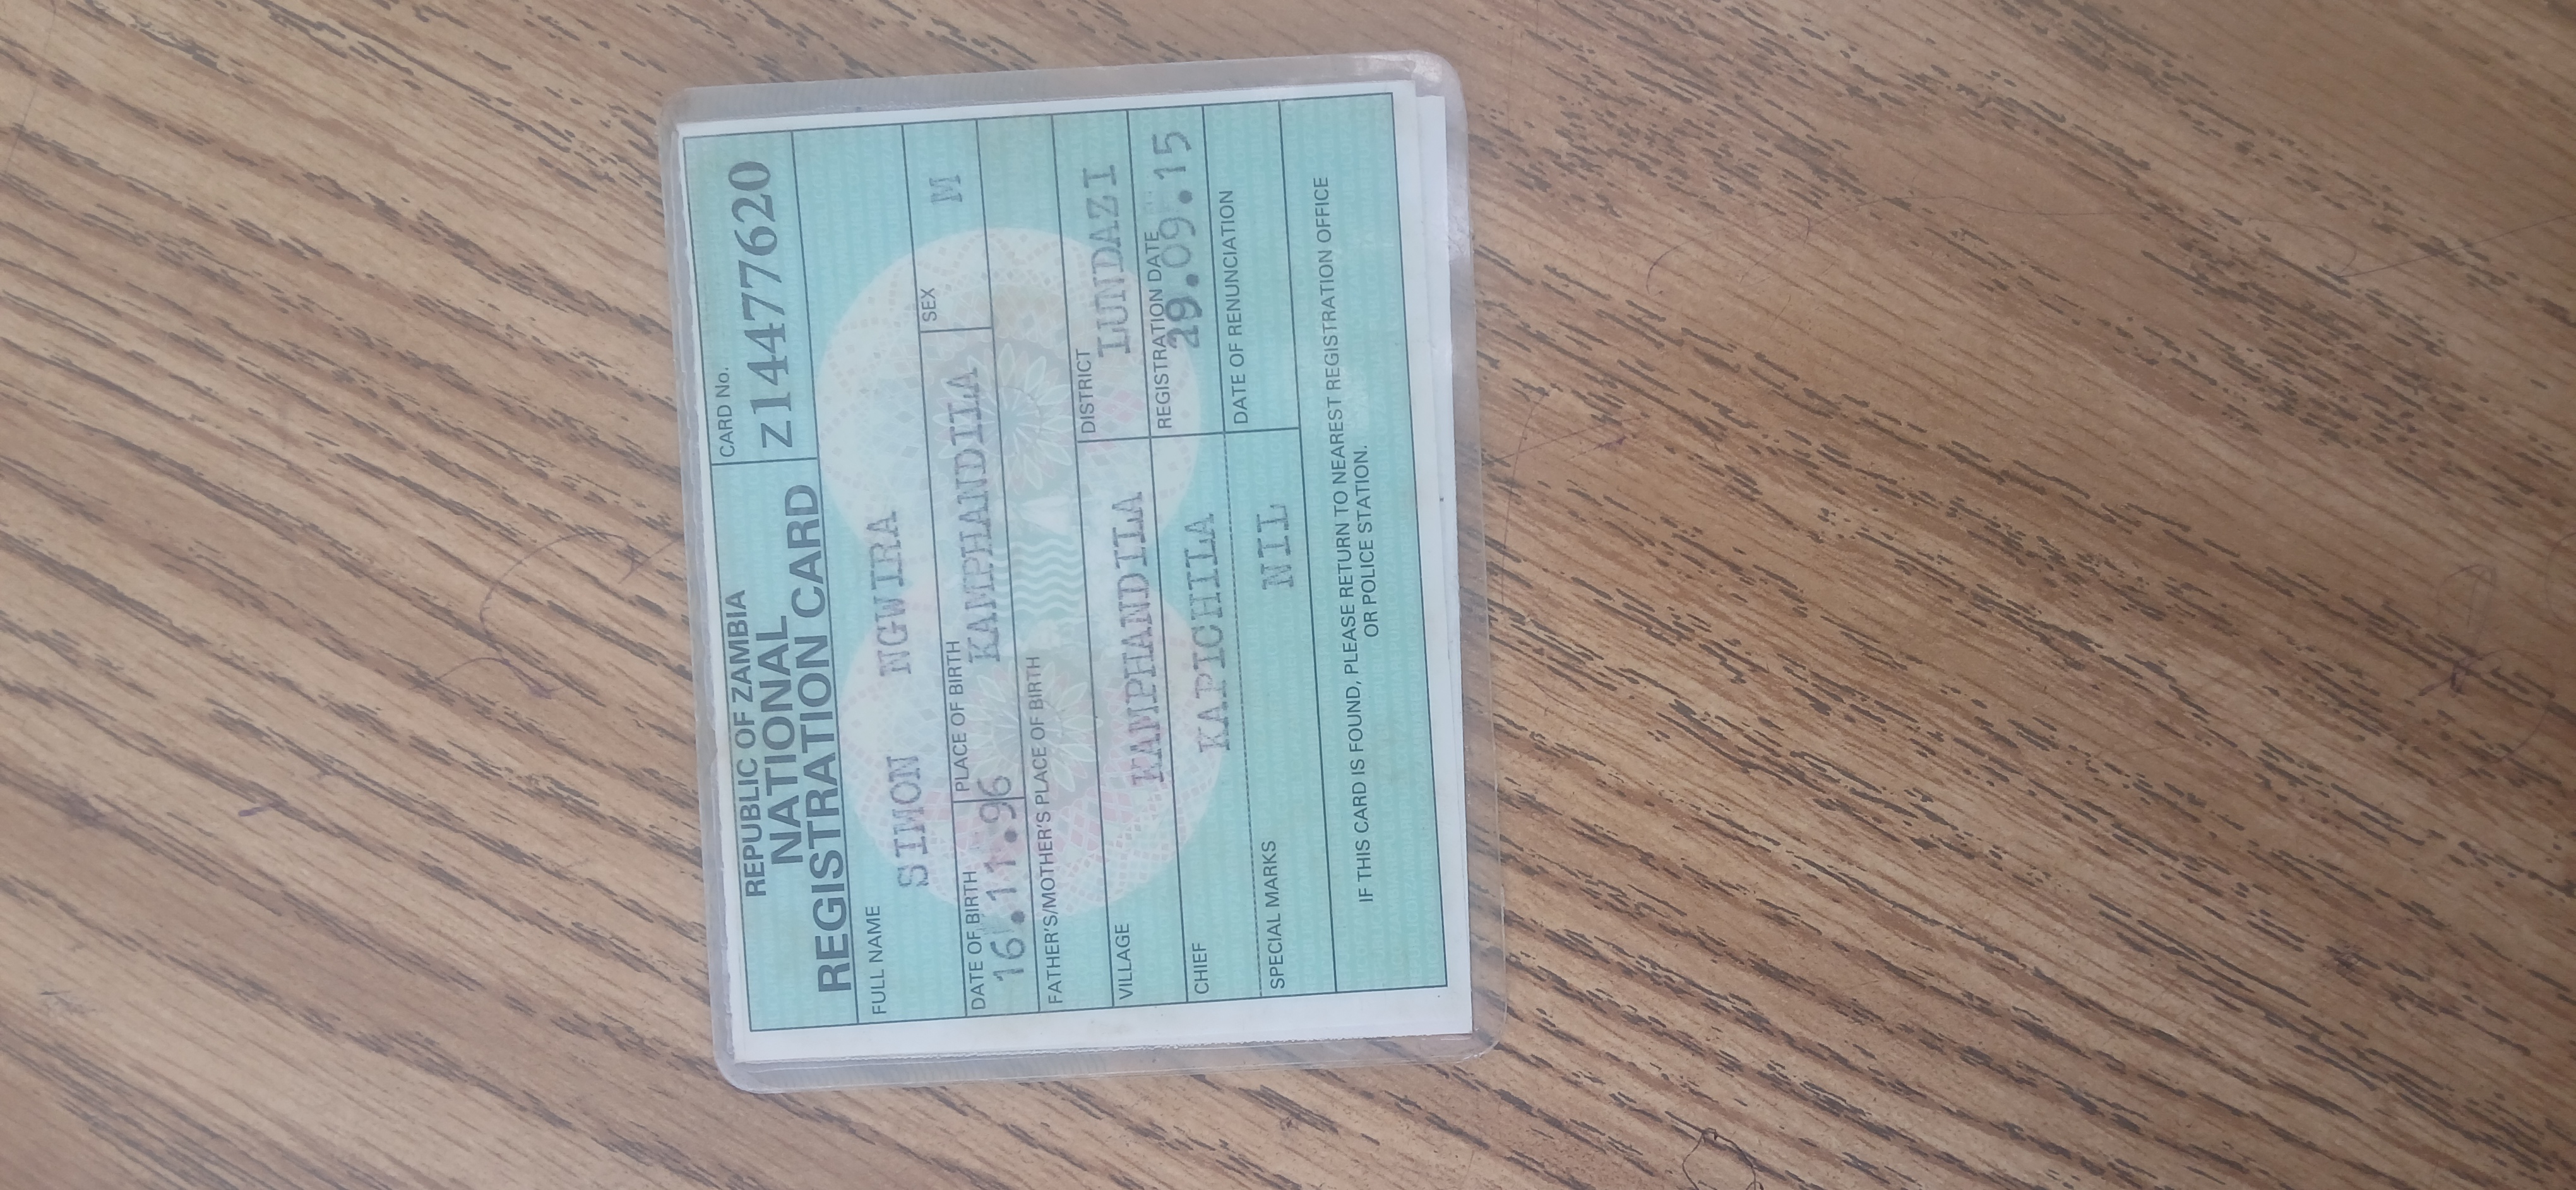 REPUBLIC OF ZAMBIA
NATIONAL
REGISTRATION CARD
CARD No.
Z14477620
FULL NAME
SIMON NGWIRA
DATE OF BIRTH
16.11.96
PLACE OF BIRTH
KAMPHANDILA
SEX
M
FATHER'S/MOTHER'S PLACE OF BIRTH
VILLAGE
KAMPHANDILA
DISTRICT
LUNDAZI
CHIEF
KAPICHILA
REGISTRATION DATE
29.09.15
SPECIAL MARKS
NIL
DATE OF RENUNCIATION
IF THIS CARD IS FOUND, PLEASE RETURN TO NEAREST REGISTRATION OFFICE
OR POLICE STATION.